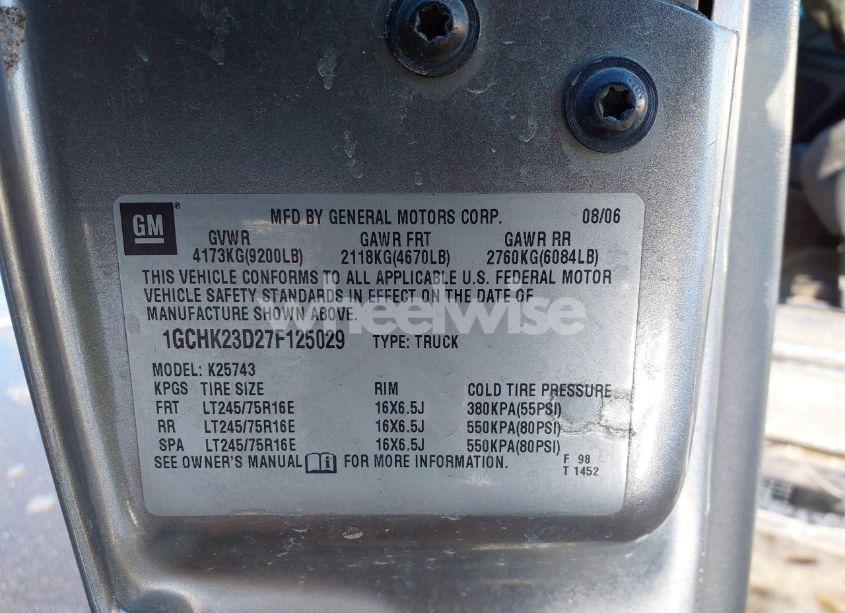 GM
MFD BY GENERAL MOTORS CORP. 08/06
GVWR GAWR FRT GAWR RR
4173KG(9200LB) 2118KG(4670LB) 2760KG(6084LB)
THIS VEHICLE CONFORMS TO ALL APPLICABLE U.S. FEDERAL MOTOR
VEHICLE SAFETY STANDARDS IN EFFECT ON THE DATE OF
MANUFACTURE SHOWN ABOVE.
wheelwise
1GCHK23D27F125029 TYPE: TRUCK
MODEL: K25743
KPGS TIRE SIZE RIM COLD TIRE PRESSURE
FRT LT245/75R16E 16X6.5J 380KPA(55PSI)
RR LT245/75R16E 16X6.5J 550KPA(80PSI)
SPA LT245/75R16E 16X6.5J 550KPA(80PSI)
SEE OWNER'S MANUAL FOR MORE INFORMATION.
F 98
T 1452